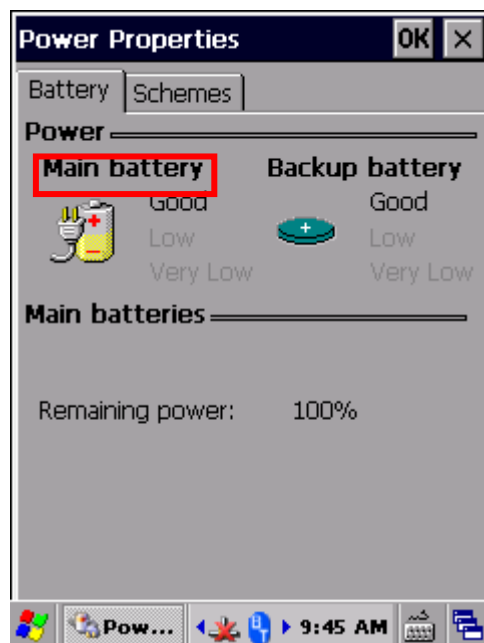 Power Properties OK ×
Battery Schemes
Power
Main battery Backup battery
Good Good
Low Low
Very Low Very Low
Main batteries
Remaining power: 100%
Pow... 9:45 AM